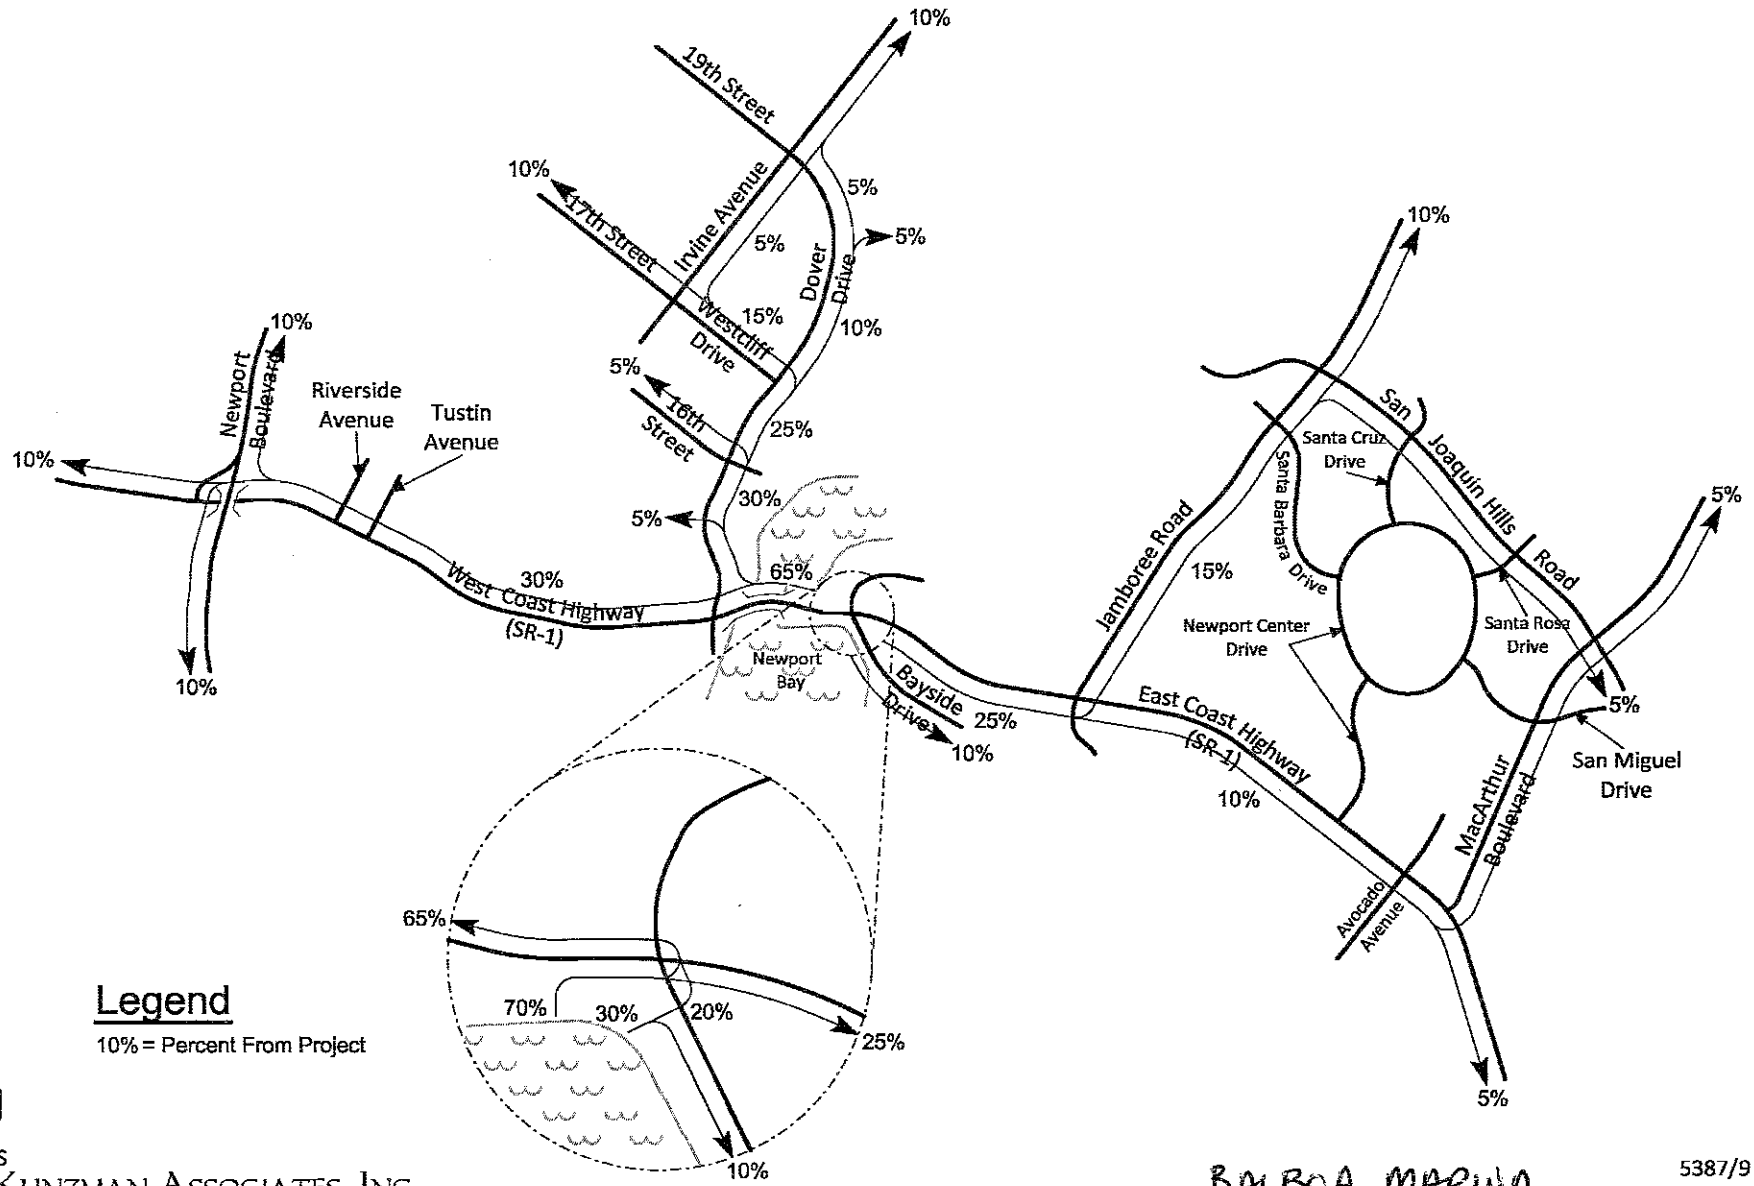 10%
19th Street
10%
17th Street
Irvine Avenue
5%
5%
Dover
Drive
5%
10%
10%
15%
Westcliff
Drive
10%
Newport
Boulevard
Riverside
Avenue
Tustin
Avenue
5%
16th
Street
25%
10%
30%
5%
65%
30%
West Coast Highway
(SR-1)
10%
Newport
Bay
Bayside
Drive
25%
10%
Jamboree Road
15%
San
Joaquin Hills
Road
Santa Cruz
Drive
Santa Barbara Drive
5%
Newport Center
Drive
Santa Rosa
Drive
5%
East Coast Highway
(SR-1)
10%
San Miguel
Drive
MacArthur
Boulevard
Avocado
Avenue
5%
65%
70%
30%
20%
25%
10%
Legend
10% = Percent From Project
KUNZMAN ASSOCIATES, INC.
BALBOA MARINA
5387/9